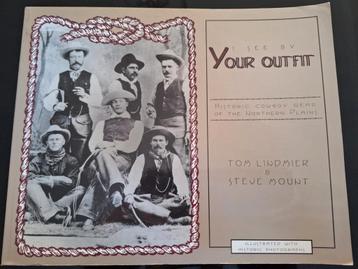 I SEE BY
YOUR OUTFIT
HISTORIC COWBOY GEAR
OF THE NORTHERN PLAINS
TOM LINDMIER
&
STEVE MOUNT
ILLUSTRATED WITH
HISTORIC PHOTOGRAPHS